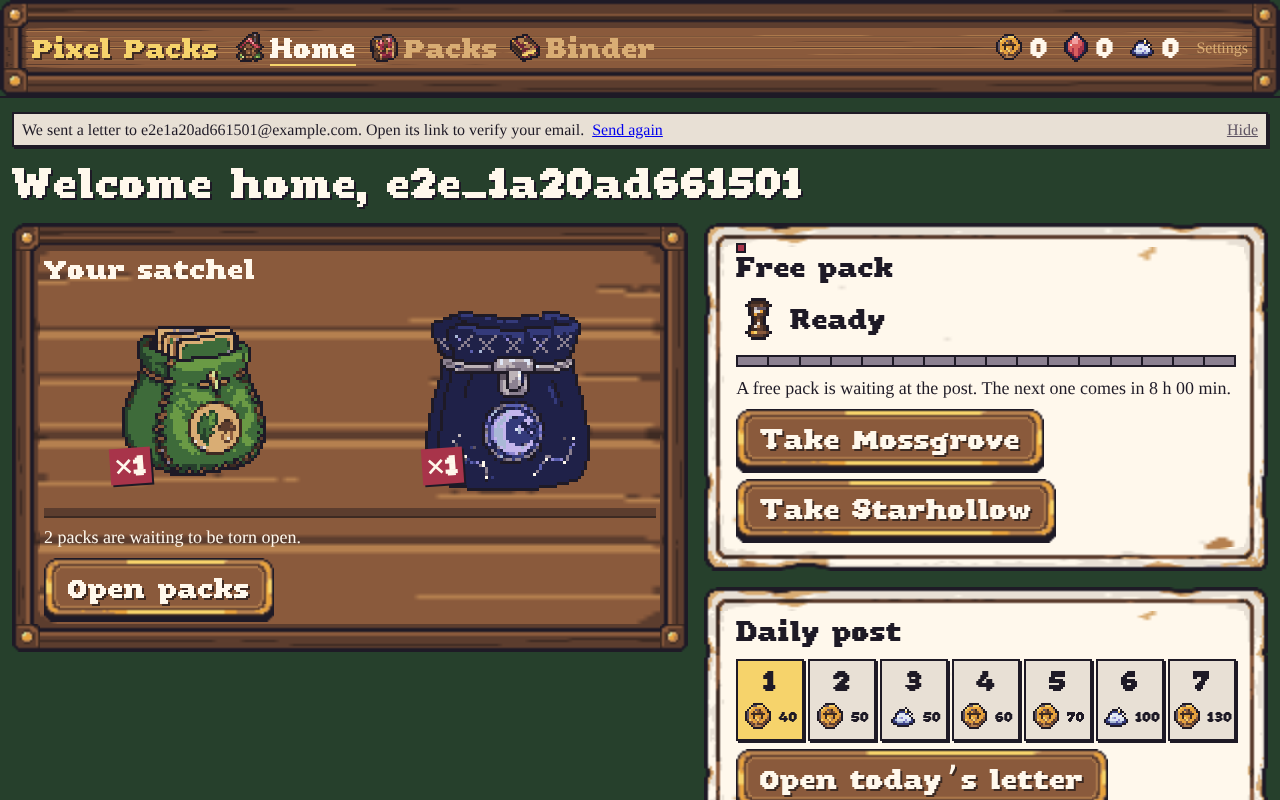 Pixel Packs Home Packs Binder 0 0 0 Settings
We sent a letter to e2e1a20ad661501@example.com. Open its link to verify your email. Send again Hide
Welcome home, e2e_1a20ad661501
Your satchel
×1 ×1
2 packs are waiting to be torn open.
Open packs
Free pack
Ready
A free pack is waiting at the post. The next one comes in 8 h 00 min.
Take Mossgrove
Take Starhollow
Daily post
1 2 3 4 5 6 7
40 50 50 60 70 100 130
Open today's letter